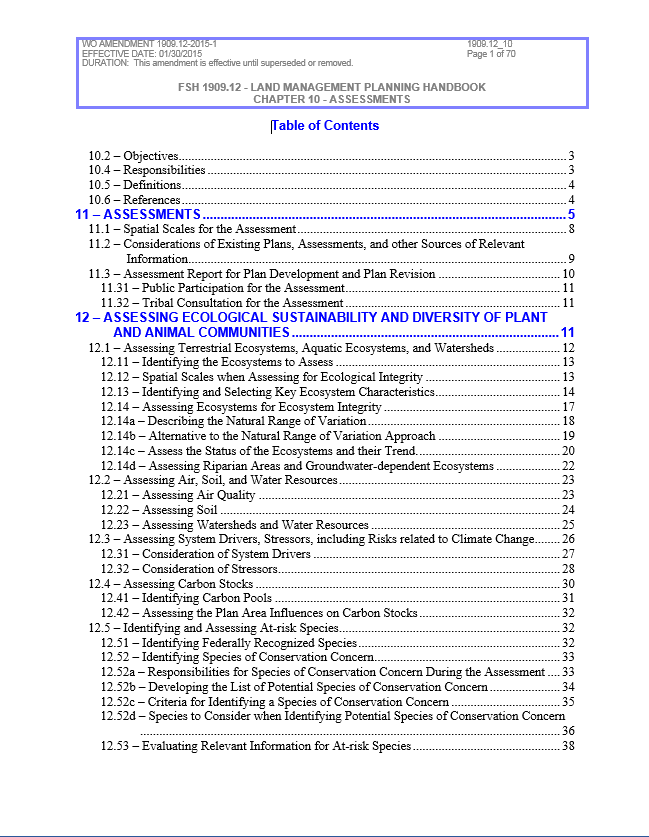 WO AMENDMENT 1909.12-2015-1 1909.12_10
EFFECTIVE DATE: 01/30/2015 Page 1 of 70
DURATION: This amendment is effective until superseded or removed.
FSH 1909.12 - LAND MANAGEMENT PLANNING HANDBOOK
CHAPTER 10 - ASSESSMENTS
Table of Contents
10.2 – Objectives 3
10.4 – Responsibilities 3
10.5 – Definitions 4
10.6 – References 4
11 – ASSESSMENTS 5
11.1 – Spatial Scales for the Assessment 8
11.2 – Considerations of Existing Plans, Assessments, and other Sources of Relevant
Information 9
11.3 – Assessment Report for Plan Development and Plan Revision 10
11.31 – Public Participation for the Assessment 11
11.32 – Tribal Consultation for the Assessment 11
12 – ASSESSING ECOLOGICAL SUSTAINABILITY AND DIVERSITY OF PLANT
AND ANIMAL COMMUNITIES 11
12.1 – Assessing Terrestrial Ecosystems, Aquatic Ecosystems, and Watersheds 12
12.11 – Identifying the Ecosystems to Assess 13
12.12 – Spatial Scales when Assessing for Ecological Integrity 13
12.13 – Identifying and Selecting Key Ecosystem Characteristics 14
12.14 – Assessing Ecosystems for Ecosystem Integrity 17
12.14a – Describing the Natural Range of Variation 18
12.14b – Alternative to the Natural Range of Variation Approach 19
12.14c – Assess the Status of the Ecosystems and their Trend 20
12.14d – Assessing Riparian Areas and Groundwater-dependent Ecosystems 22
12.2 – Assessing Air, Soil, and Water Resources 23
12.21 – Assessing Air Quality 23
12.22 – Assessing Soil 24
12.23 – Assessing Watersheds and Water Resources 25
12.3 – Assessing System Drivers, Stressors, including Risks related to Climate Change 26
12.31 – Consideration of System Drivers 27
12.32 – Consideration of Stressors 28
12.4 – Assessing Carbon Stocks 30
12.41 – Identifying Carbon Pools 31
12.42 – Assessing the Plan Area Influences on Carbon Stocks 32
12.5 – Identifying and Assessing At-risk Species 32
12.51 – Identifying Federally Recognized Species 32
12.52 – Identifying Species of Conservation Concern 33
12.52a – Responsibilities for Species of Conservation Concern During the Assessment 33
12.52b – Developing the List of Potential Species of Conservation Concern 34
12.52c – Criteria for Identifying a Species of Conservation Concern 35
12.52d – Species to Consider when Identifying Potential Species of Conservation Concern
36
12.53 – Evaluating Relevant Information for At-risk Species 38